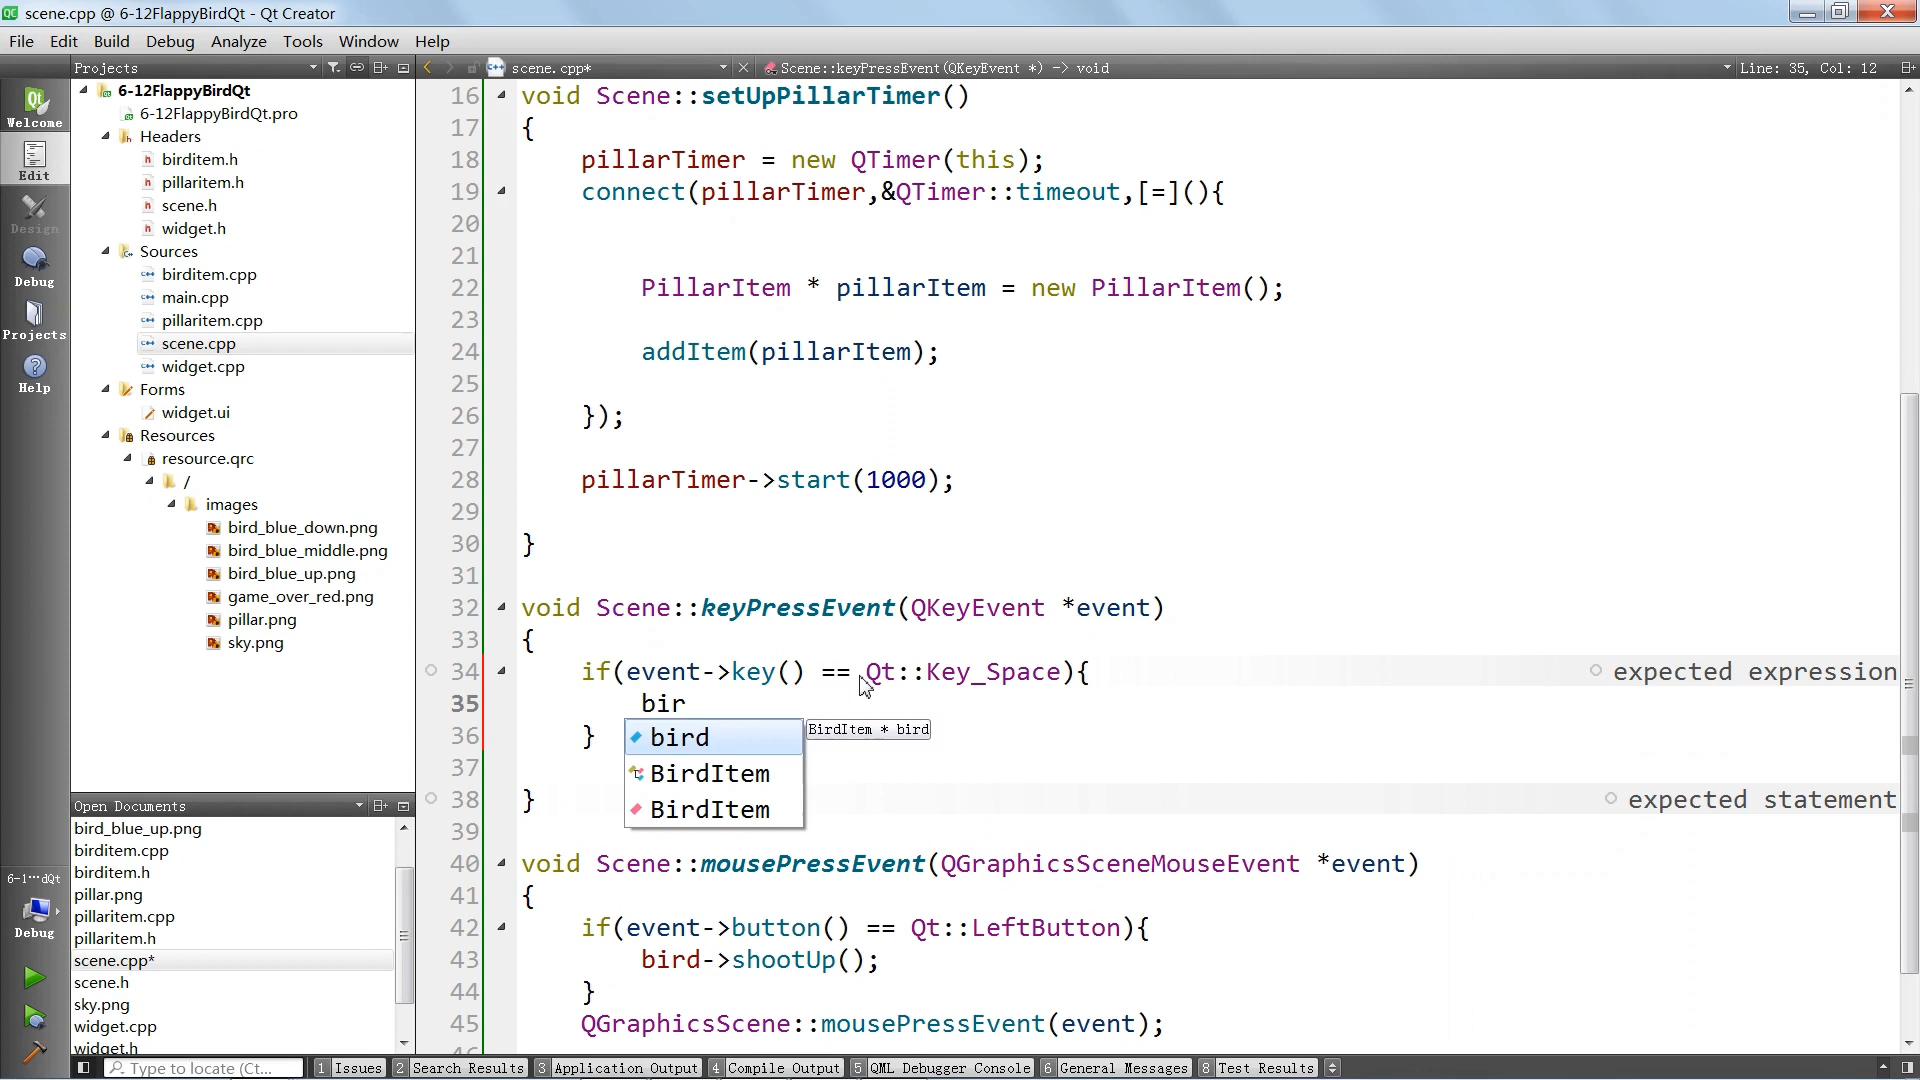 scene.cpp @ 6-12FlappyBirdQt - Qt Creator
File Edit Build Debug Analyze Tools Window Help
Projects
scene.cpp*
Scene::keyPressEvent(QKeyEvent *) -> void
Line: 35, Col: 12
Welcome
Edit
Design
Debug
Projects
Help
6-12FlappyBirdQt
6-12FlappyBirdQt.pro
Headers
birditem.h
pillaritem.h
scene.h
widget.h
Sources
birditem.cpp
main.cpp
pillaritem.cpp
scene.cpp
widget.cpp
Forms
widget.ui
Resources
resource.qrc
/
images
bird_blue_down.png
bird_blue_middle.png
bird_blue_up.png
game_over_red.png
pillar.png
sky.png
Open Documents
bird_blue_up.png
birditem.cpp
birditem.h
pillar.png
pillaritem.cpp
pillaritem.h
scene.cpp*
scene.h
sky.png
widget.cpp
widget.h
6-1···dQt
Debug
16 void Scene::setUpPillarTimer()
17 {
18 pillarTimer = new QTimer(this);
19 connect(pillarTimer,&QTimer::timeout,[=](){
20
21
22 PillarItem * pillarItem = new PillarItem();
23
24 addItem(pillarItem);
25
26 });
27
28 pillarTimer->start(1000);
29
30 }
31
32 void Scene::keyPressEvent(QKeyEvent *event)
33 {
34 if(event->key() == Qt::Key_Space){ expected expression
35 bir
36 }
37
38 } expected statement
39
40 void Scene::mousePressEvent(QGraphicsSceneMouseEvent *event)
41 {
42 if(event->button() == Qt::LeftButton){
43 bird->shootUp();
44 }
45 QGraphicsScene::mousePressEvent(event);
bird
BirdItem
BirdItem
BirdItem * bird
Type to locate (Ct...
1 Issues 2 Search Results 3 Application Output 4 Compile Output 5 QML Debugger Console 6 General Messages 8 Test Results